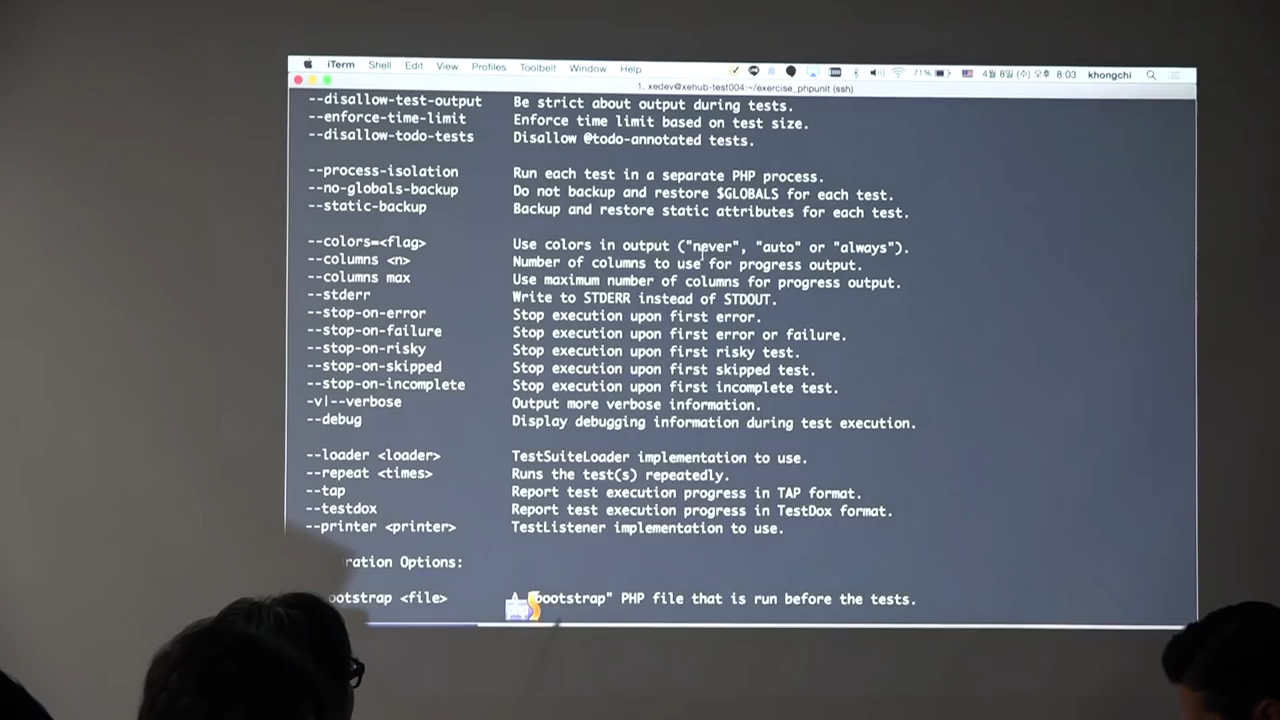 iTerm Shell Edit View Profiles Toolbelt Window Help 71% 4월 8일 (수) 오후 8:03 khongchi
1. xedev@xehub-test004:~/exercise_phpunit (ssh)
--disallow-test-output Be strict about output during tests.
--enforce-time-limit Enforce time limit based on test size.
--disallow-todo-tests Disallow @todo-annotated tests.
--process-isolation Run each test in a separate PHP process.
--no-globals-backup Do not backup and restore $GLOBALS for each test.
--static-backup Backup and restore static attributes for each test.
--colors=<flag> Use colors in output ("never", "auto" or "always").
--columns <n> Number of columns to use for progress output.
--columns max Use maximum number of columns for progress output.
--stderr Write to STDERR instead of STDOUT.
--stop-on-error Stop execution upon first error.
--stop-on-failure Stop execution upon first error or failure.
--stop-on-risky Stop execution upon first risky test.
--stop-on-skipped Stop execution upon first skipped test.
--stop-on-incomplete Stop execution upon first incomplete test.
-v|--verbose Output more verbose information.
--debug Display debugging information during test execution.
--loader <loader> TestSuiteLoader implementation to use.
--repeat <times> Runs the test(s) repeatedly.
--tap Report test execution progress in TAP format.
--testdox Report test execution progress in TestDox format.
--printer <printer> TestListener implementation to use.
ration Options:
ootstrap <file> A "bootstrap" PHP file that is run before the tests.